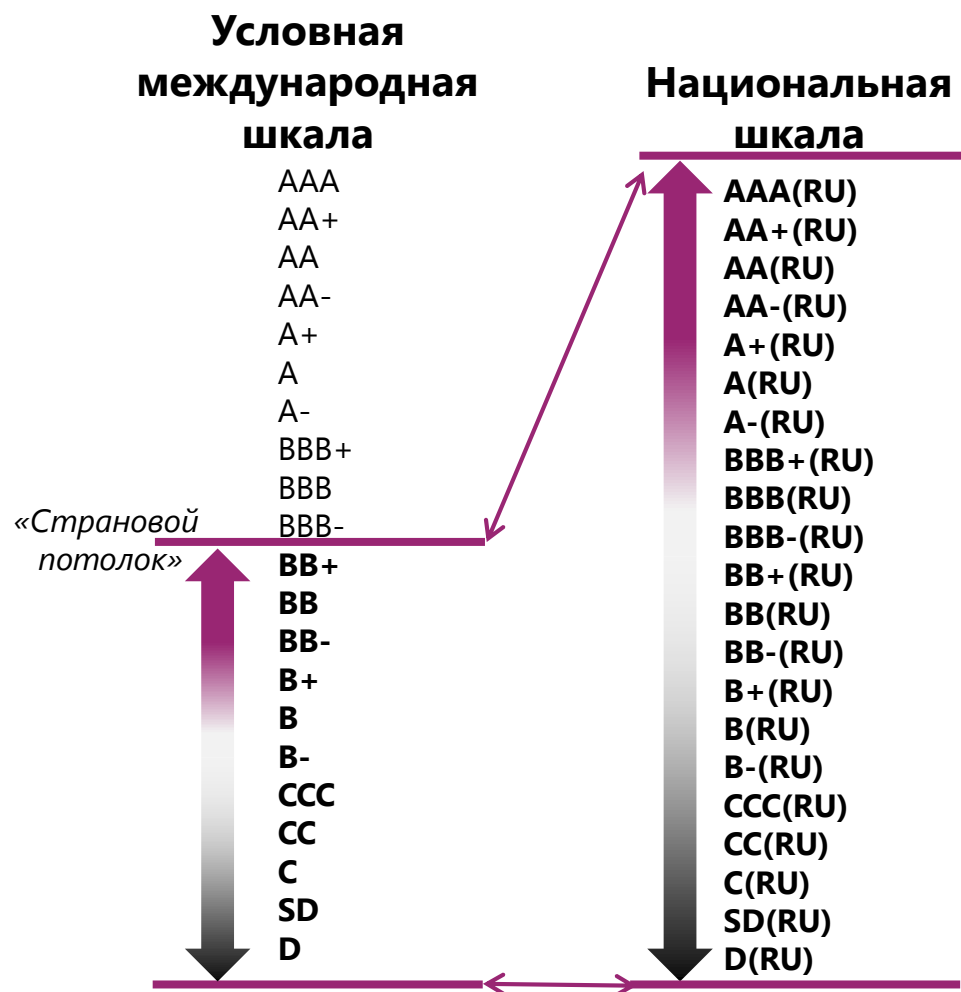 Условная
международная
шкала
AAA
AA+
AA
AA-
A+
A
A-
BBB+
BBB
BBB-
«Страновой
потолок»
BB+
BB
BB-
B+
B
B-
CCC
CC
C
SD
D
Национальная
шкала
AAA(RU)
AA+(RU)
AA(RU)
AA-(RU)
A+(RU)
A(RU)
A-(RU)
BBB+(RU)
BBB(RU)
BBB-(RU)
BB+(RU)
BB(RU)
BB-(RU)
B+(RU)
B(RU)
B-(RU)
CCC(RU)
CC(RU)
C(RU)
SD(RU)
D(RU)